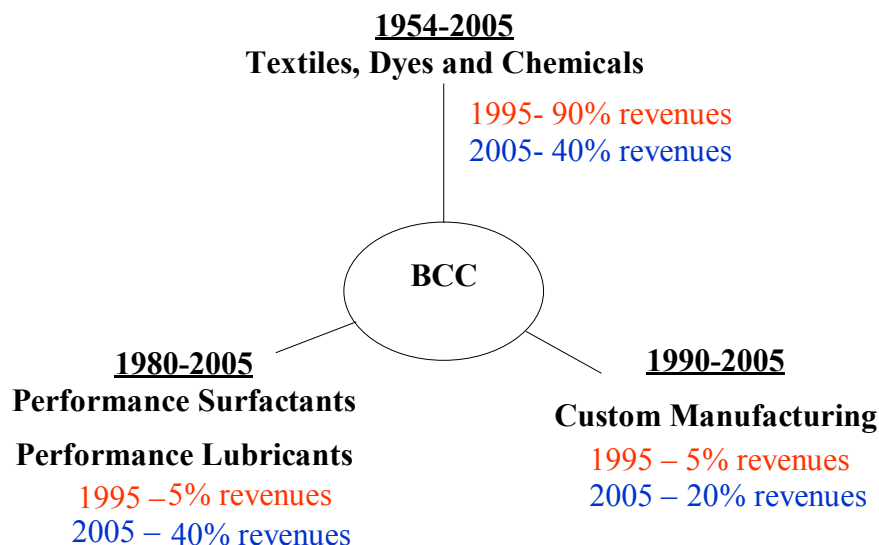 1954-2005
Textiles, Dyes and Chemicals
1995- 90% revenues
2005- 40% revenues
BCC
1980-2005
Performance Surfactants
Performance Lubricants
1995 –5% revenues
2005 – 40% revenues
1990-2005
Custom Manufacturing
1995 – 5% revenues
2005 – 20% revenues